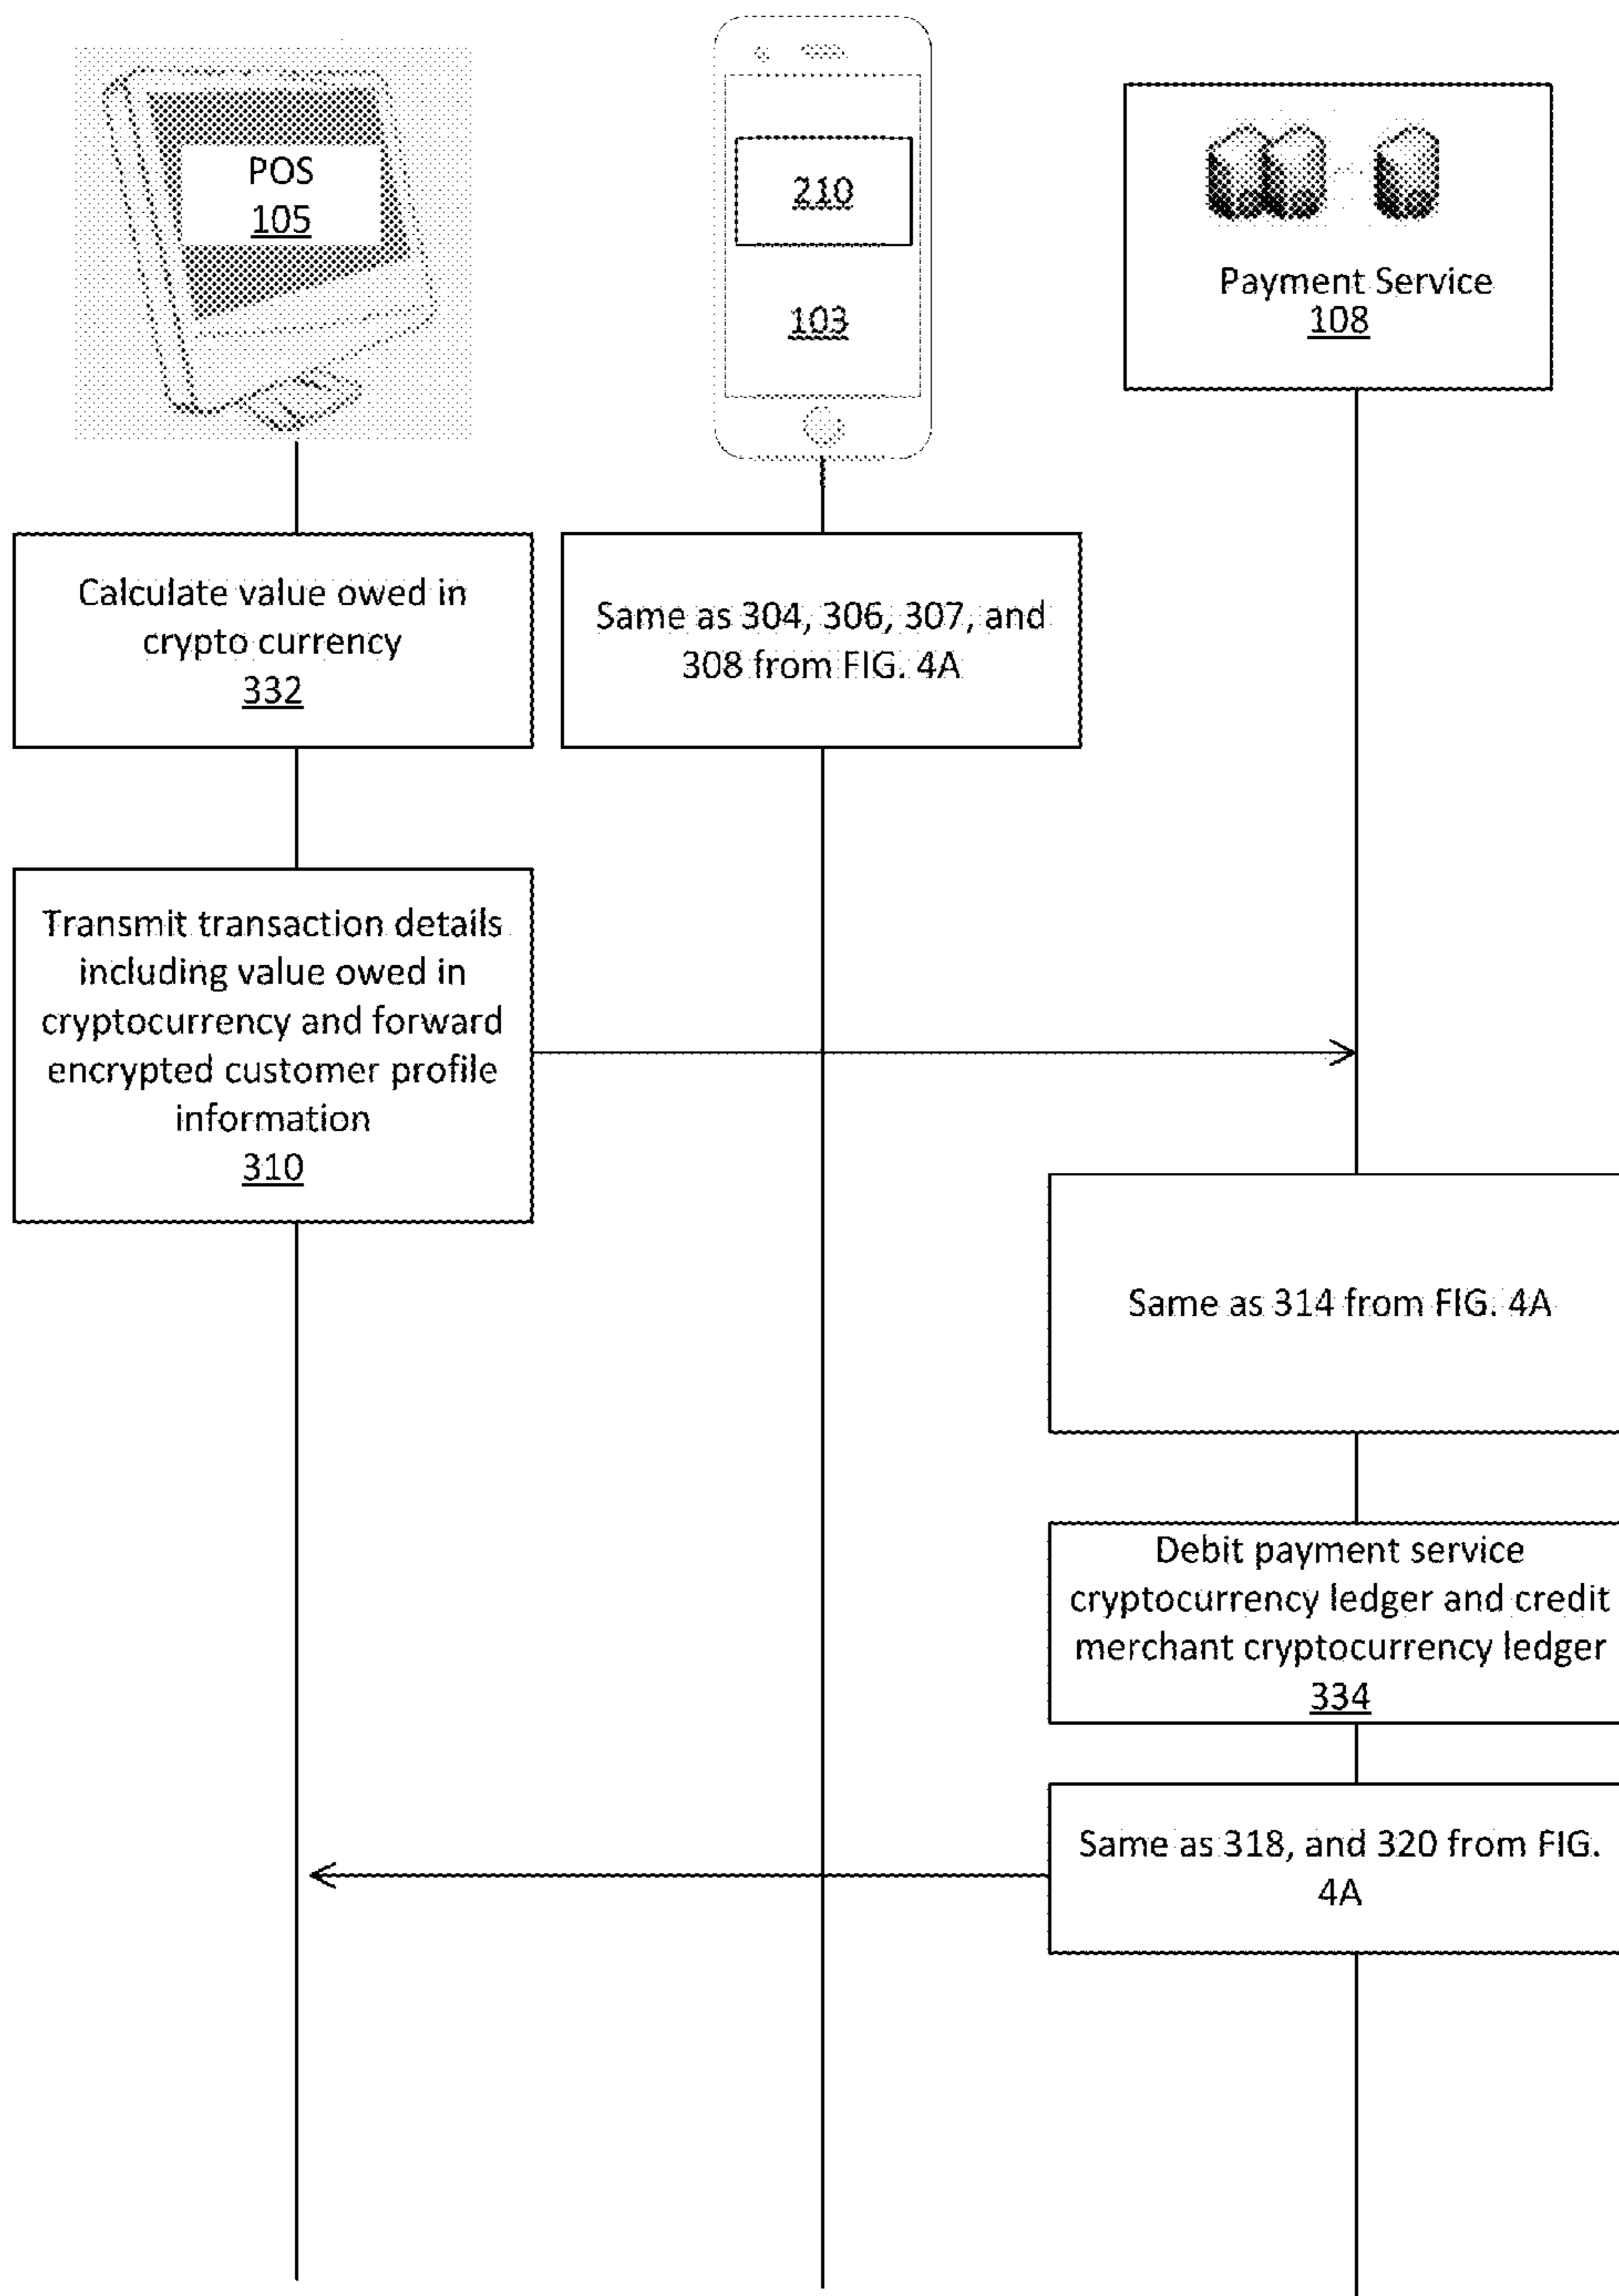 POS
105
210
103
Payment Service
108
Calculate value owed in
crypto currency
332
Same as 304, 306, 307, and
308 from FIG. 4A
Transmit transaction details
including value owed in
cryptocurrency and forward
encrypted customer profile
information
310
Same as 314 from FIG. 4A
Debit payment service
cryptocurrency ledger and credit
merchant cryptocurrency ledger
334
Same as 318, and 320 from FIG.
4A